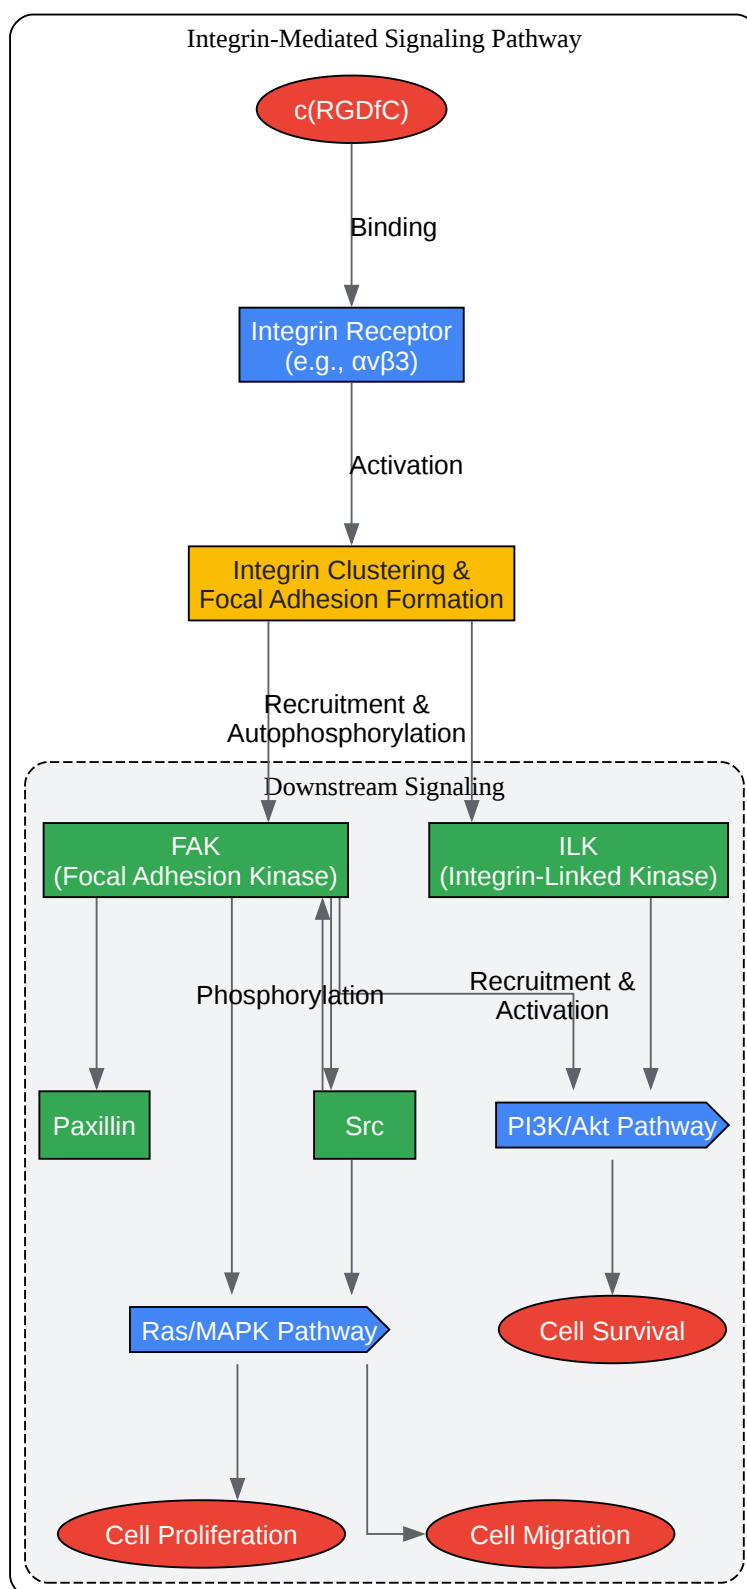 Integrin-Mediated Signaling Pathway
c(RGDfC)
Binding
Integrin Receptor
(e.g., αvβ3)
Activation
Integrin Clustering &
Focal Adhesion Formation
Recruitment &
Autophosphorylation
Downstream Signaling
FAK
(Focal Adhesion Kinase)
ILK
(Integrin-Linked Kinase)
Phosphorylation
Recruitment &
Activation
Paxillin
Src
PI3K/Akt Pathway
Ras/MAPK Pathway
Cell Survival
Cell Proliferation
Cell Migration